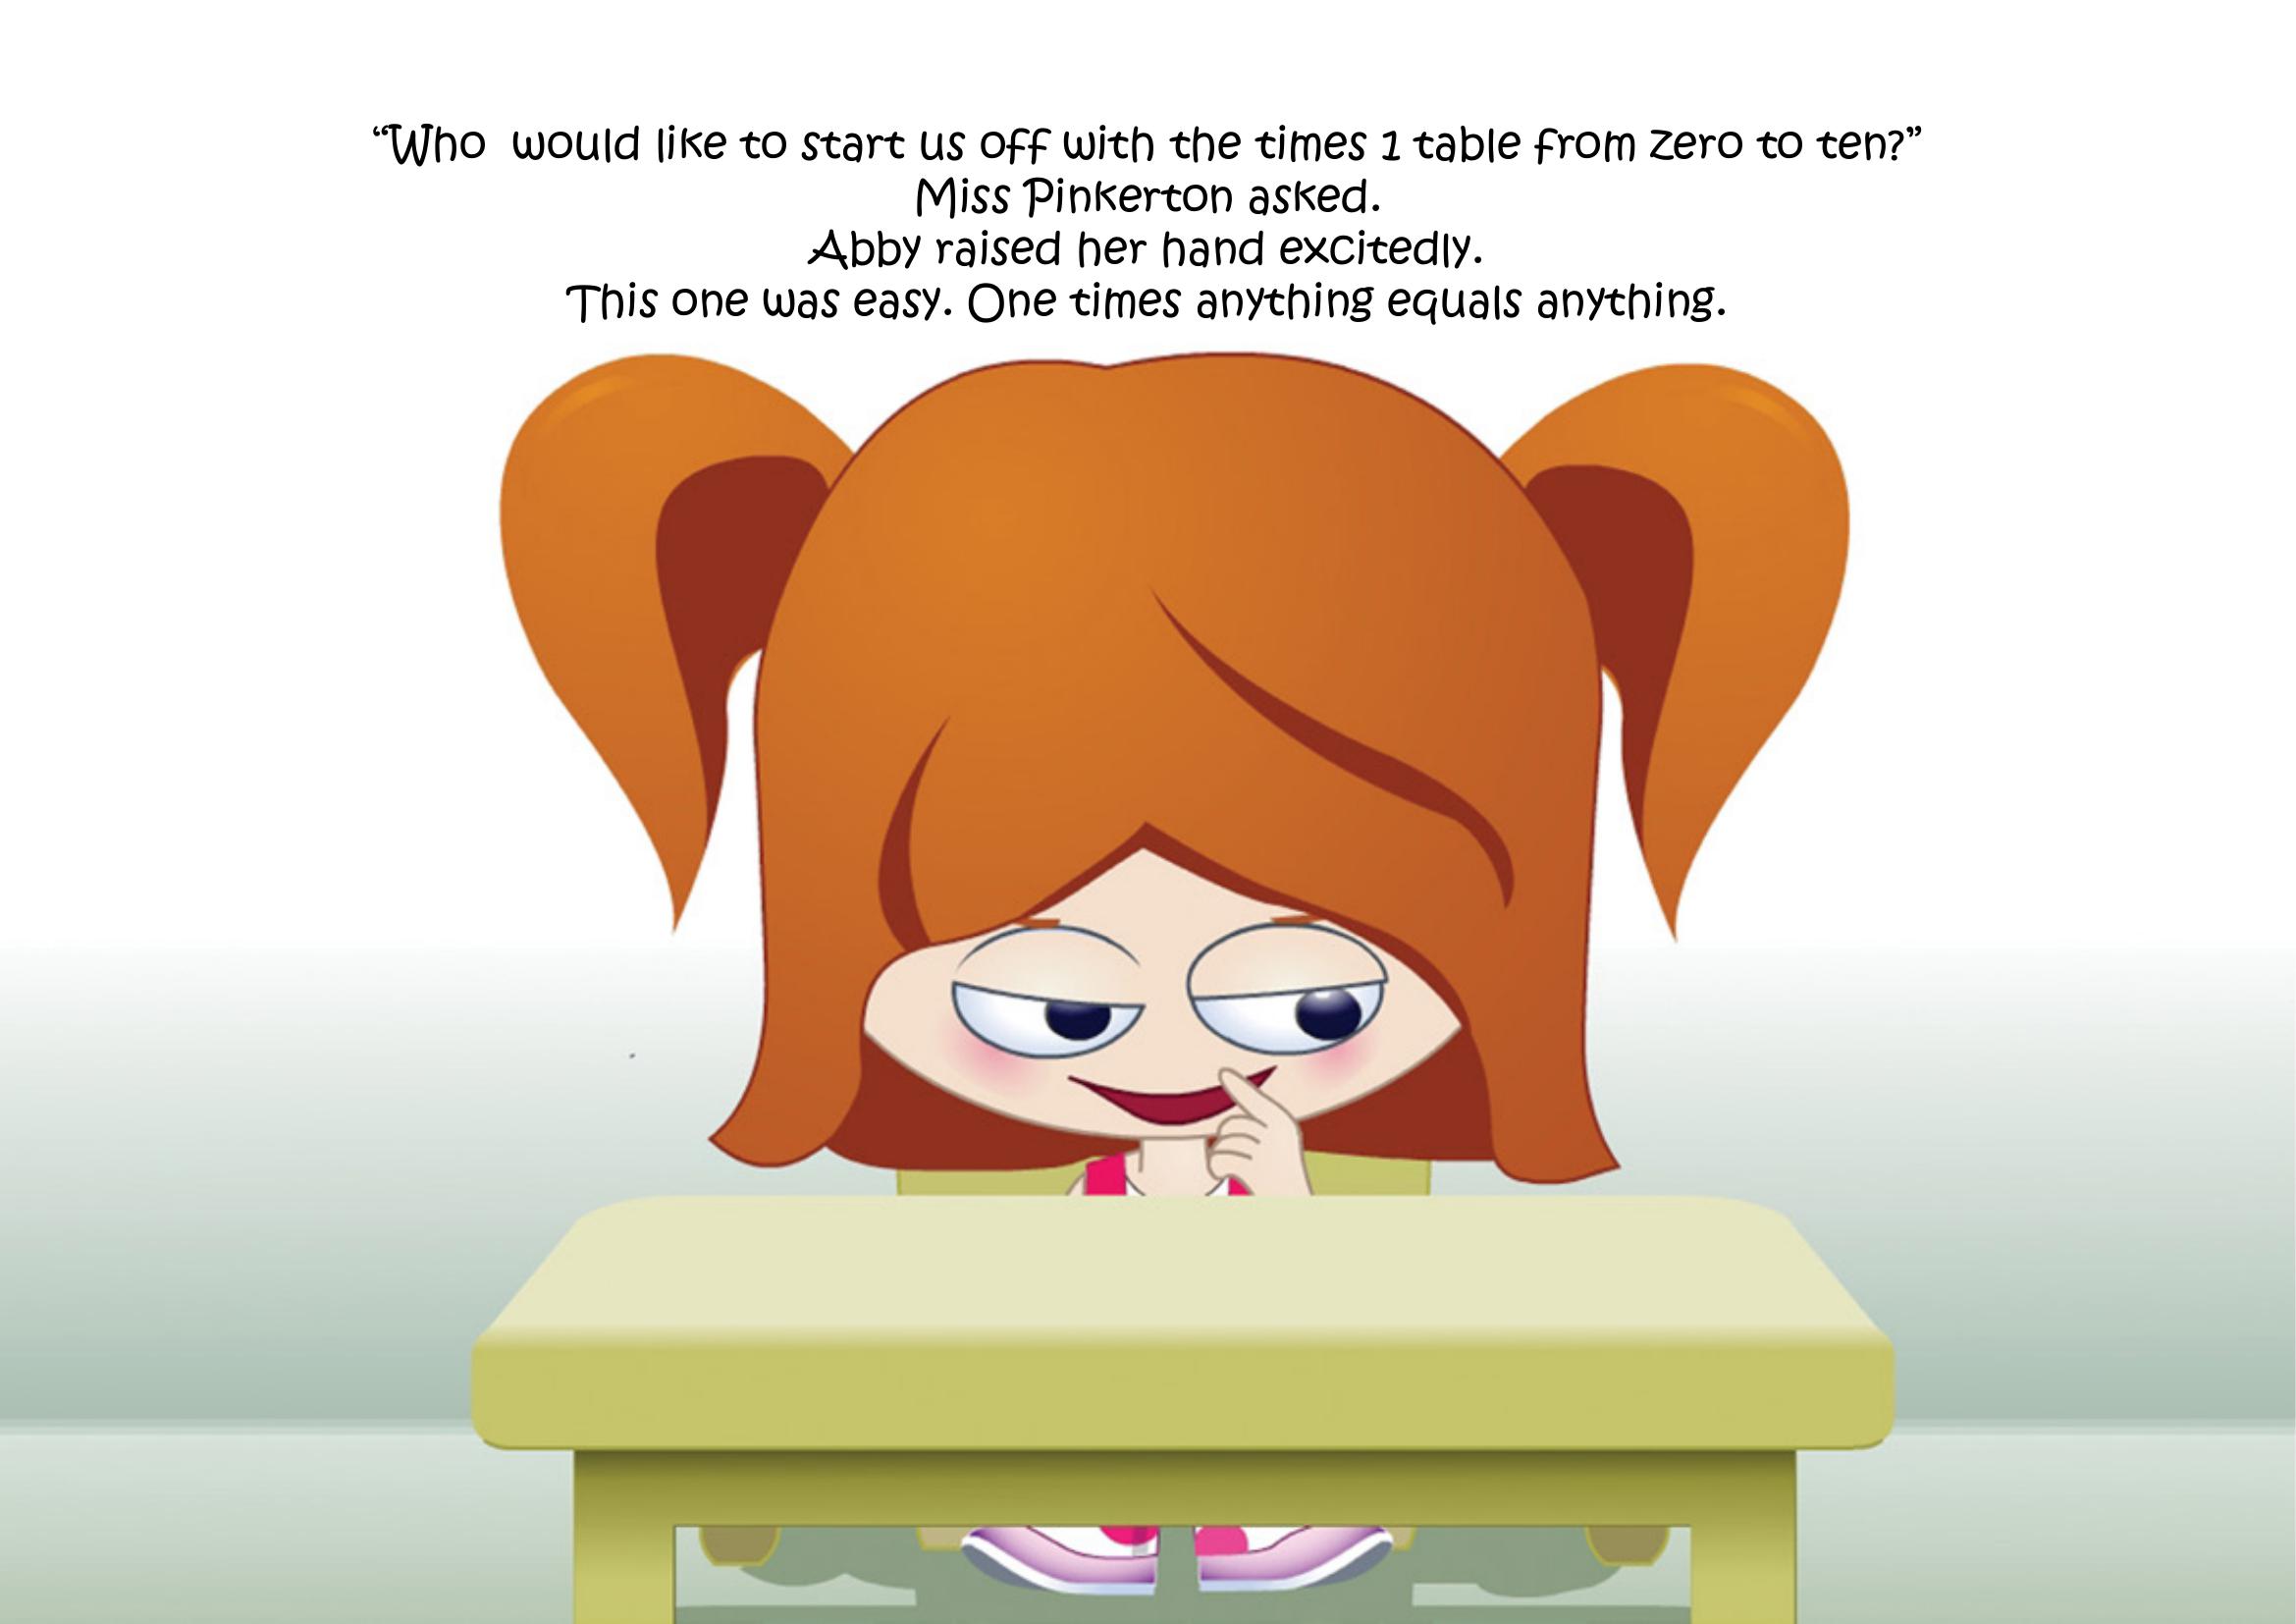 ““Who would like to start us off with the times 1 table from zero to ten?”
Miss Pinkerton asked.
Abby raised her hand excitedly.
This one was easy. One times anything equals anything.